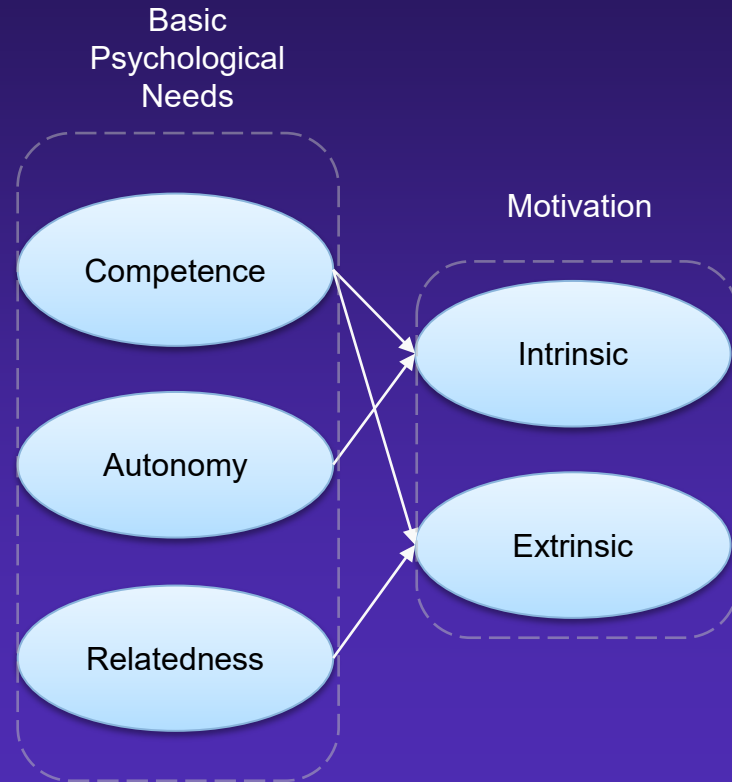 Basic
Psychological
Needs
Competence
Autonomy
Relatedness
Motivation
Intrinsic
Extrinsic